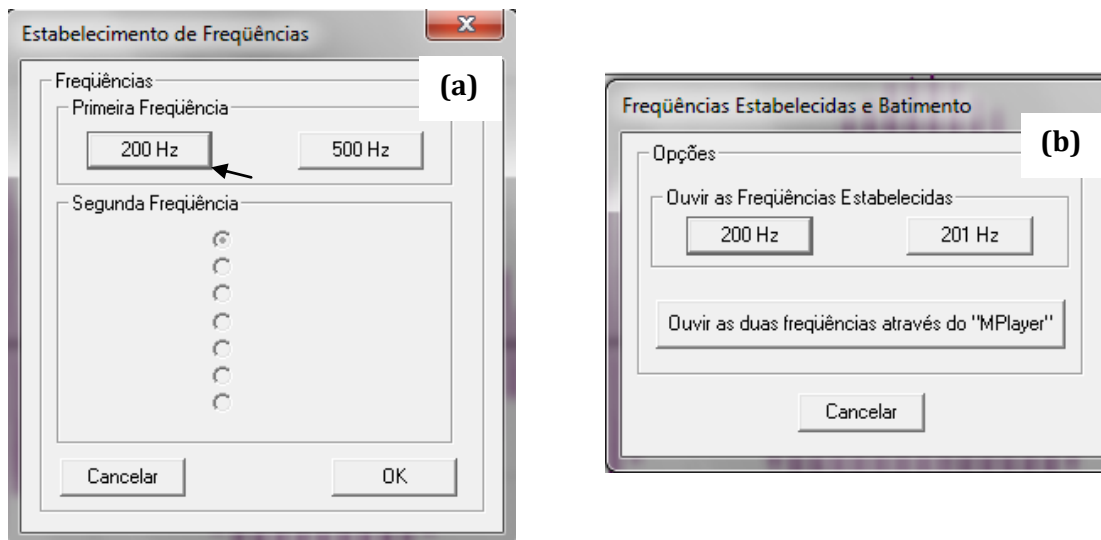 Estabelecimento de Freqüências
(a)
Freqüências
Primeira Freqüência
200 Hz
500 Hz
Segunda Freqüência
Cancelar
OK
Freqüências Estabelecidas e Batimento
(b)
Opções
Ouvir as Freqüências Estabelecidas
200 Hz
201 Hz
Ouvir as duas freqüências através do "MPlayer"
Cancelar